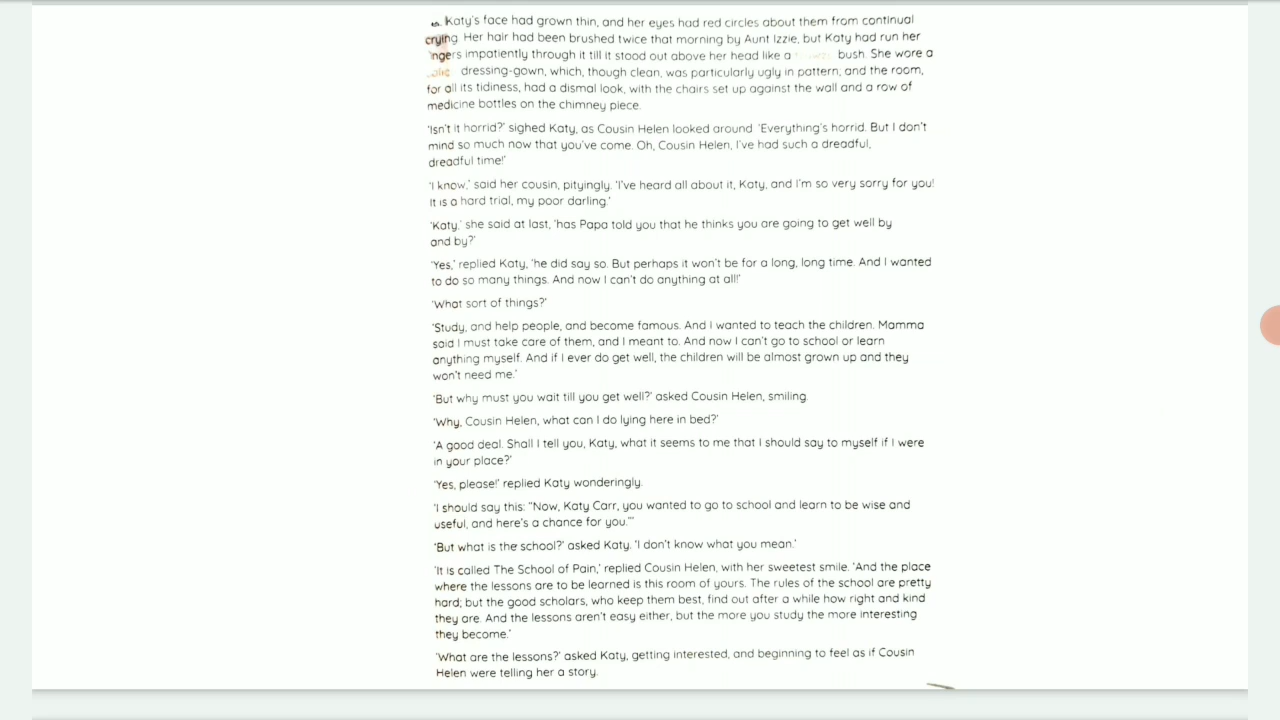 Katy's face had grown thin, and her eyes had red circles about them from continual
crying. Her hair had been brushed twice that morning by Aunt Izzie, but Katy had run her
fingers impatiently through it till it stood out above her head like a bush. She wore a
dressing-gown, which, though clean, was particularly ugly in pattern; and the room,
for all its tidiness, had a dismal look, with the chairs set up against the wall and a row of
medicine bottles on the chimney piece.
'Isn't it horrid?' sighed Katy, as Cousin Helen looked around 'Everything's horrid. But I don't
mind so much now that you've come. Oh, Cousin Helen, I've had such a dreadful,
dreadful time!'
'I know,' said her cousin, pityingly. 'I've heard all about it, Katy, and I'm so very sorry for you!
It is a hard trial, my poor darling.'
'Katy,' she said at last, 'has Papa told you that he thinks you are going to get well by
and by?'
'Yes,' replied Katy, 'he did say so. But perhaps it won't be for a long, long time. And I wanted
to do so many things. And now I can't do anything at all!'
'What sort of things?'
'Study, and help people, and become famous. And I wanted to teach the children. Mamma
said I must take care of them, and I meant to. And now I can't go to school or learn
anything myself. And if I ever do get well, the children will be almost grown up and they
won't need me.'
'But why must you wait till you get well?' asked Cousin Helen, smiling.
'Why, Cousin Helen, what can I do lying here in bed?'
'A good deal. Shall I tell you, Katy, what it seems to me that I should say to myself if I were
in your place?'
'Yes, please!' replied Katy wonderingly.
'I should say this: "Now, Katy Carr, you wanted to go to school and learn to be wise and
useful, and here's a chance for you."'
'But what is the school?' asked Katy. 'I don't know what you mean.'
'It is called The School of Pain,' replied Cousin Helen, with her sweetest smile. 'And the place
where the lessons are to be learned is this room of yours. The rules of the school are pretty
hard; but the good scholars, who keep them best, find out after a while how right and kind
they are. And the lessons aren't easy either, but the more you study the more interesting
they become.'
'What are the lessons?' asked Katy, getting interested, and beginning to feel as if Cousin
Helen were telling her a story.